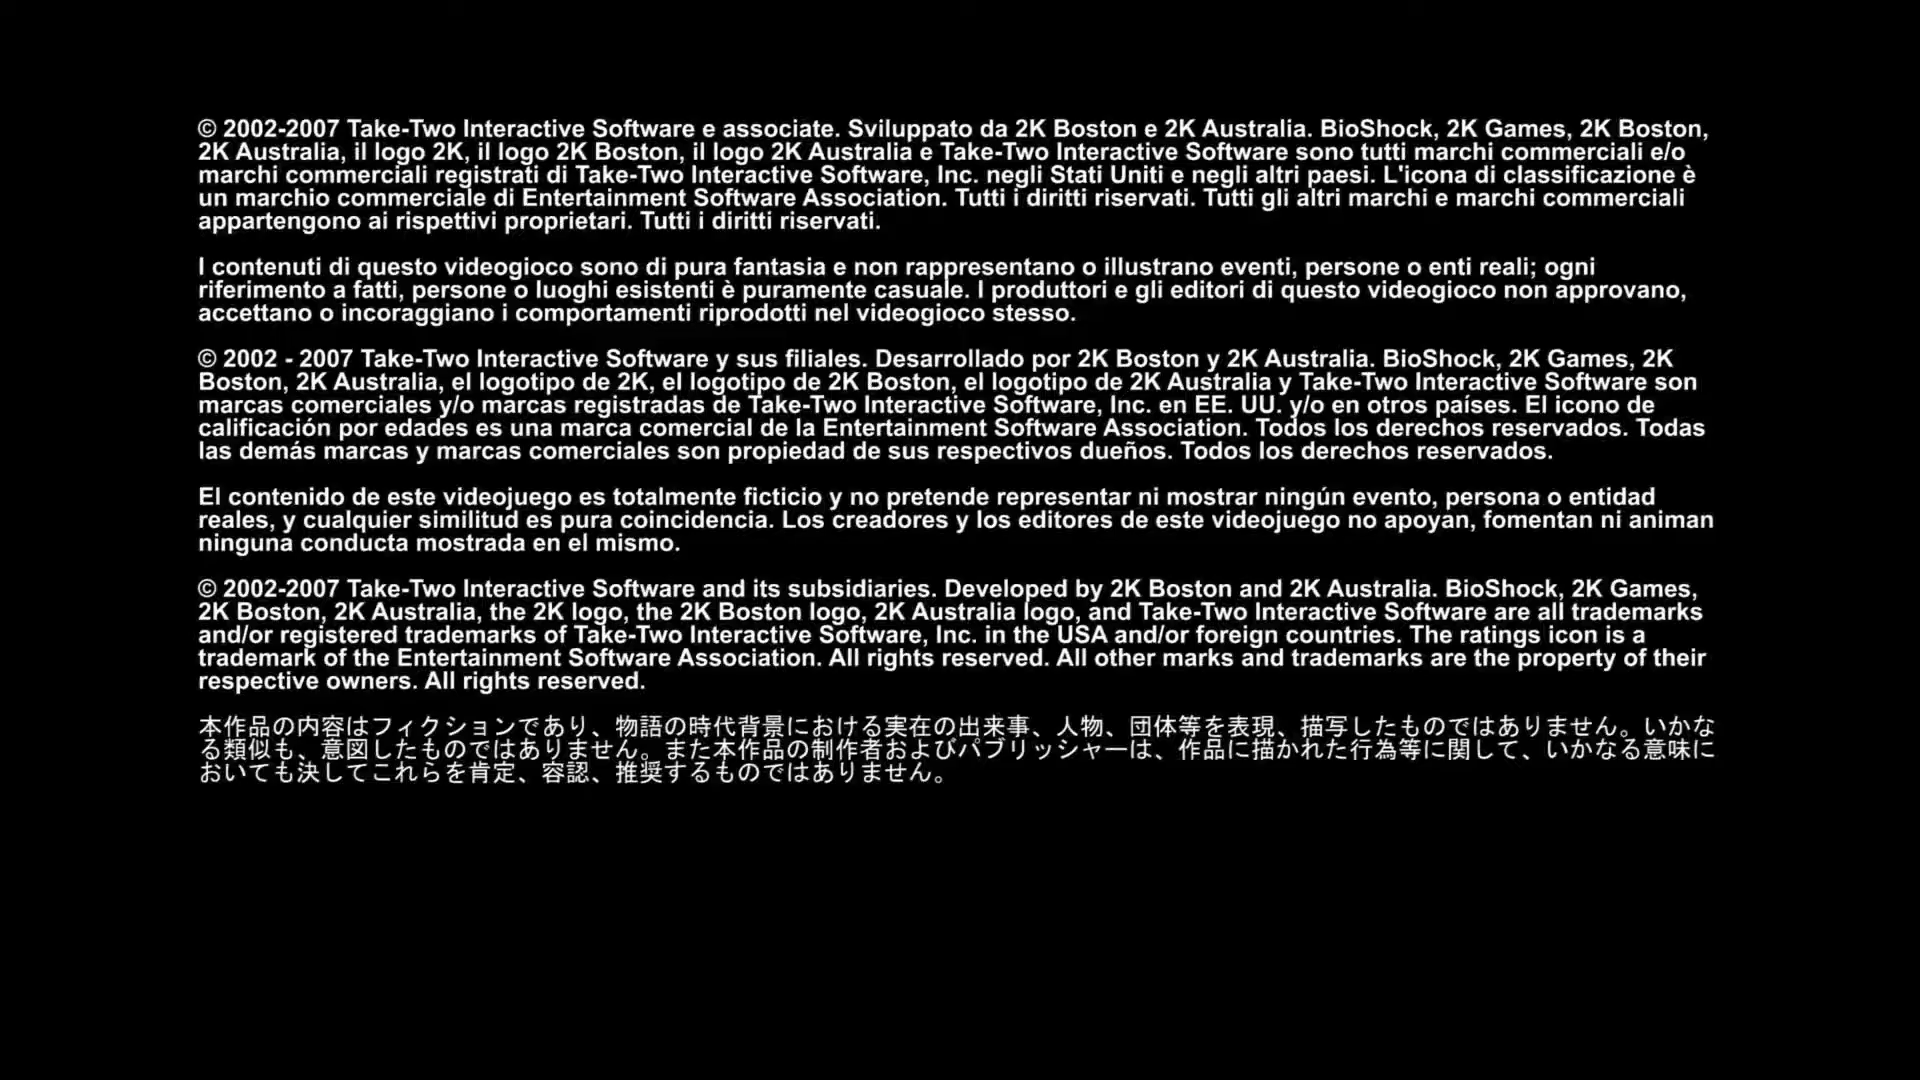 © 2002-2007 Take-Two Interactive Software e associate. Sviluppato da 2K Boston e 2K Australia. BioShock, 2K Games, 2K Boston,
2K Australia, il logo 2K, il logo 2K Boston, il logo 2K Australia e Take-Two Interactive Software sono tutti marchi commerciali e/o
marchi commerciali registrati di Take-Two Interactive Software, Inc. negli Stati Uniti e negli altri paesi. L'icona di classificazione è
un marchio commerciale di Entertainment Software Association. Tutti i diritti riservati. Tutti gli altri marchi e marchi commerciali
appartengono ai rispettivi proprietari. Tutti i diritti riservati.
I contenuti di questo videogioco sono di pura fantasia e non rappresentano o illustrano eventi, persone o enti reali; ogni
riferimento a fatti, persone o luoghi esistenti è puramente casuale. I produttori e gli editori di questo videogioco non approvano,
accettano o incoraggiano i comportamenti riprodotti nel videogioco stesso.
© 2002 - 2007 Take-Two Interactive Software y sus filiales. Desarrollado por 2K Boston y 2K Australia. BioShock, 2K Games, 2K
Boston, 2K Australia, el logotipo de 2K, el logotipo de 2K Boston, el logotipo de 2K Australia y Take-Two Interactive Software son
marcas comerciales y/o marcas registradas de Take-Two Interactive Software, Inc. en EE. UU. y/o en otros países. El icono de
calificación por edades es una marca comercial de la Entertainment Software Association. Todos los derechos reservados. Todas
las demás marcas y marcas comerciales son propiedad de sus respectivos dueños. Todos los derechos reservados.
El contenido de este videojuego es totalmente ficticio y no pretende representar ni mostrar ningún evento, persona o entidad
reales, y cualquier similitud es pura coincidencia. Los creadores y los editores de este videojuego no apoyan, fomentan ni animan
ninguna conducta mostrada en el mismo.
© 2002-2007 Take-Two Interactive Software and its subsidiaries. Developed by 2K Boston and 2K Australia. BioShock, 2K Games,
2K Boston, 2K Australia, the 2K logo, the 2K Boston logo, 2K Australia logo, and Take-Two Interactive Software are all trademarks
and/or registered trademarks of Take-Two Interactive Software, Inc. in the USA and/or foreign countries. The ratings icon is a
trademark of the Entertainment Software Association. All rights reserved. All other marks and trademarks are the property of their
respective owners. All rights reserved.
本作品の内容はフィクションであり、物語の時代背景における実在の出来事、人物、団体等を表現、描写したものではありません。いかな
る類似も、意図したものではありません。また本作品の制作者およびパブリッシャーは、作品に描かれた行為等に関して、いかなる意味に
おいても決してこれらを肯定、容認、推奨するものではありません。